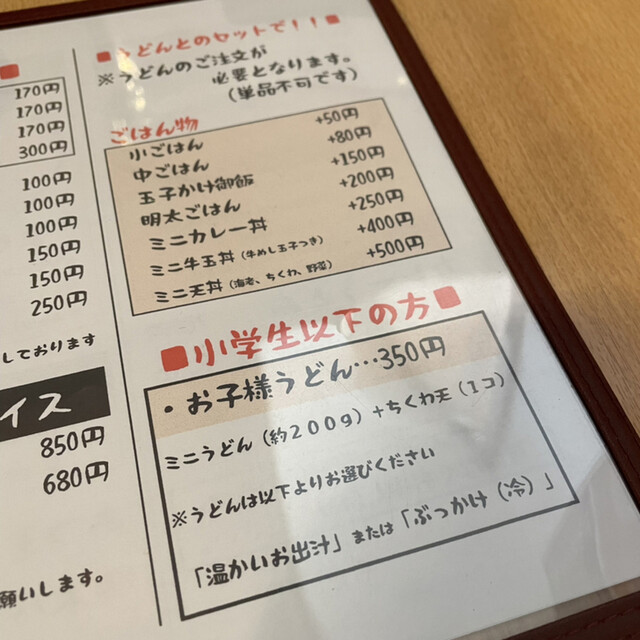 170円
170円
170円
300円
100円
100円
100円
150円
150円
250円
しております
イス
850円
680円
願いします。
■うどんとのセットで!!■
※うどんのご注文が
必要となります。
(単品不可です)
ごはん物
小ごはん +50円
中ごはん +80円
玉子かけ御飯 +150円
明太ごはん +200円
ミニカレー丼 +250円
ミニ牛玉丼(牛めし玉子つき) +400円
ミニ天丼(海老、ちくわ、野菜) +500円
■小学生以下の方■
・お子様うどん…350円
ミニうどん(約200g)+ちくわ天(1コ)
※うどんは以下よりお選びください
「温かいお出汁」または「ぶっかけ(冷)」